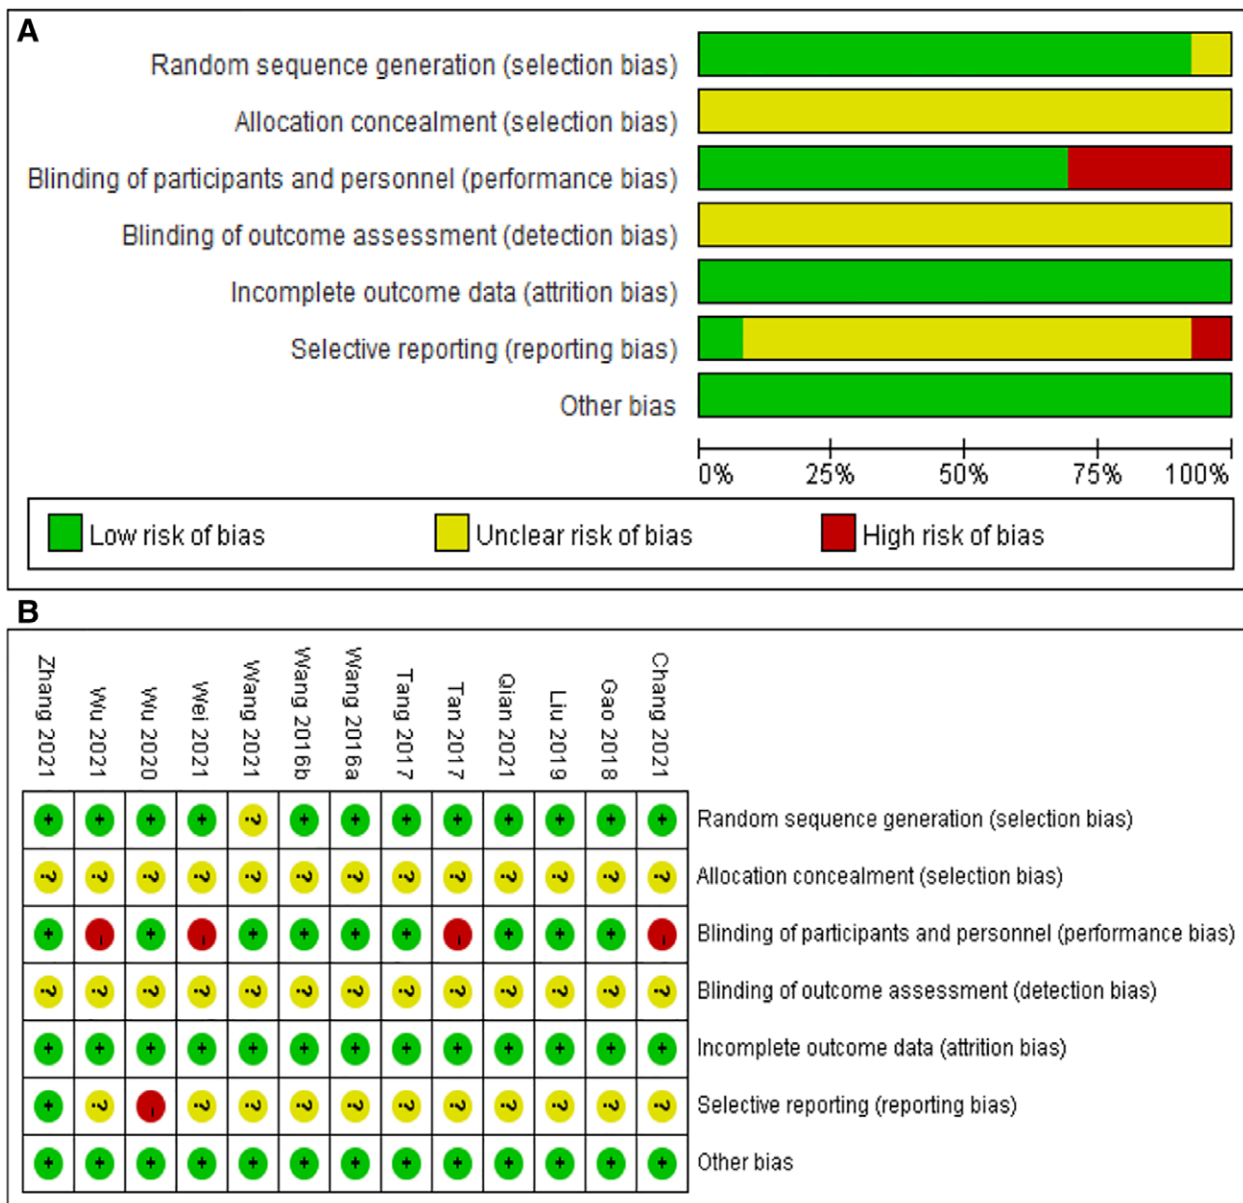 A
Random sequence generation (selection bias)
Allocation concealment (selection bias)
Blinding of participants and personnel (performance bias)
Blinding of outcome assessment (detection bias)
Incomplete outcome data (attrition bias)
Selective reporting (reporting bias)
Other bias
0% 25% 50% 75% 100%
Low risk of bias Unclear risk of bias High risk of bias
B
Zhang 2021
Wu 2021
Wu 2020
Wei 2021
Wang 2021
Wang 2016b
Wang 2016a
Tang 2017
Tan 2017
Qian 2021
Liu 2019
Gao 2018
Chang 2021
+ + + + ? + + + + + + + + Random sequence generation (selection bias)
? ? ? ? ? ? ? ? ? ? ? ? ? Allocation concealment (selection bias)
+ - + - + + + + - + + + - Blinding of participants and personnel (performance bias)
? ? ? ? ? ? ? ? ? ? ? ? ? Blinding of outcome assessment (detection bias)
+ + + + + + + + + + + + + Incomplete outcome data (attrition bias)
+ ? - ? ? ? ? ? ? ? ? ? ? Selective reporting (reporting bias)
+ + + + + + + + + + + + + Other bias